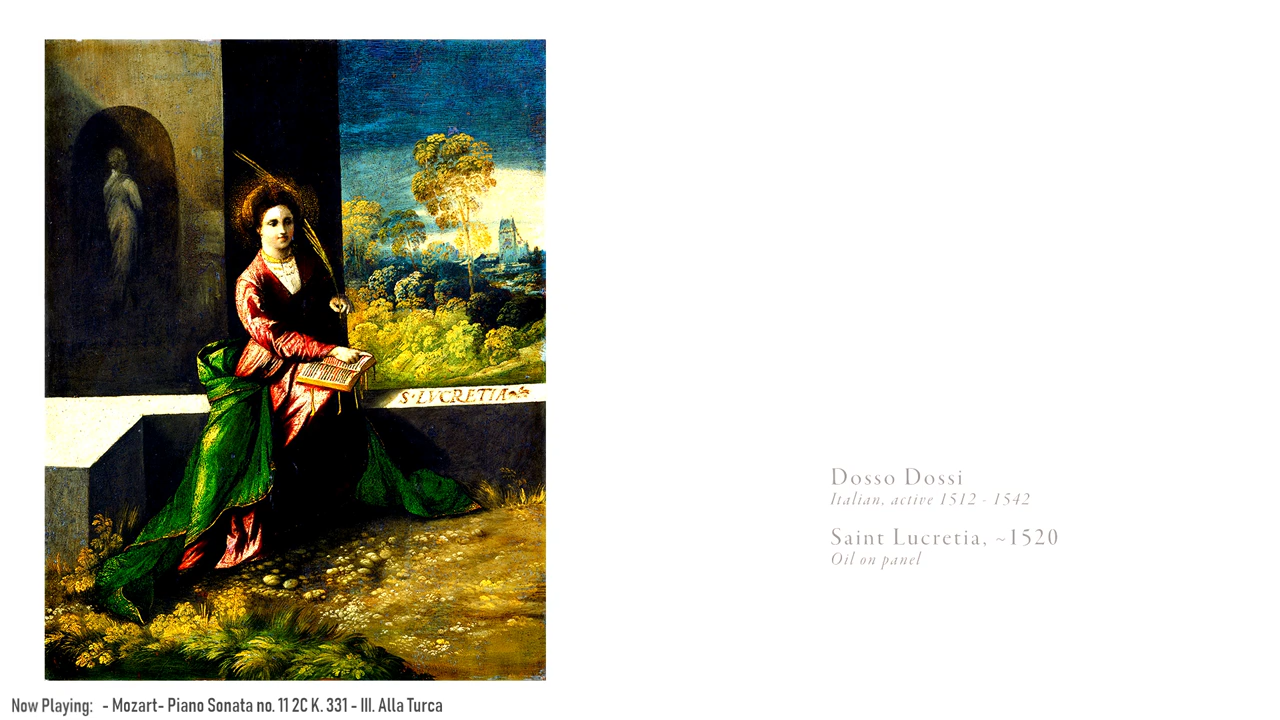 S·LVCRETIA
Dosso Dossi
Italian, active 1512 - 1542
Saint Lucretia, ~1520
Oil on panel
Now Playing: - Mozart- Piano Sonata no. 11 2C K. 331 - III. Alla Turca